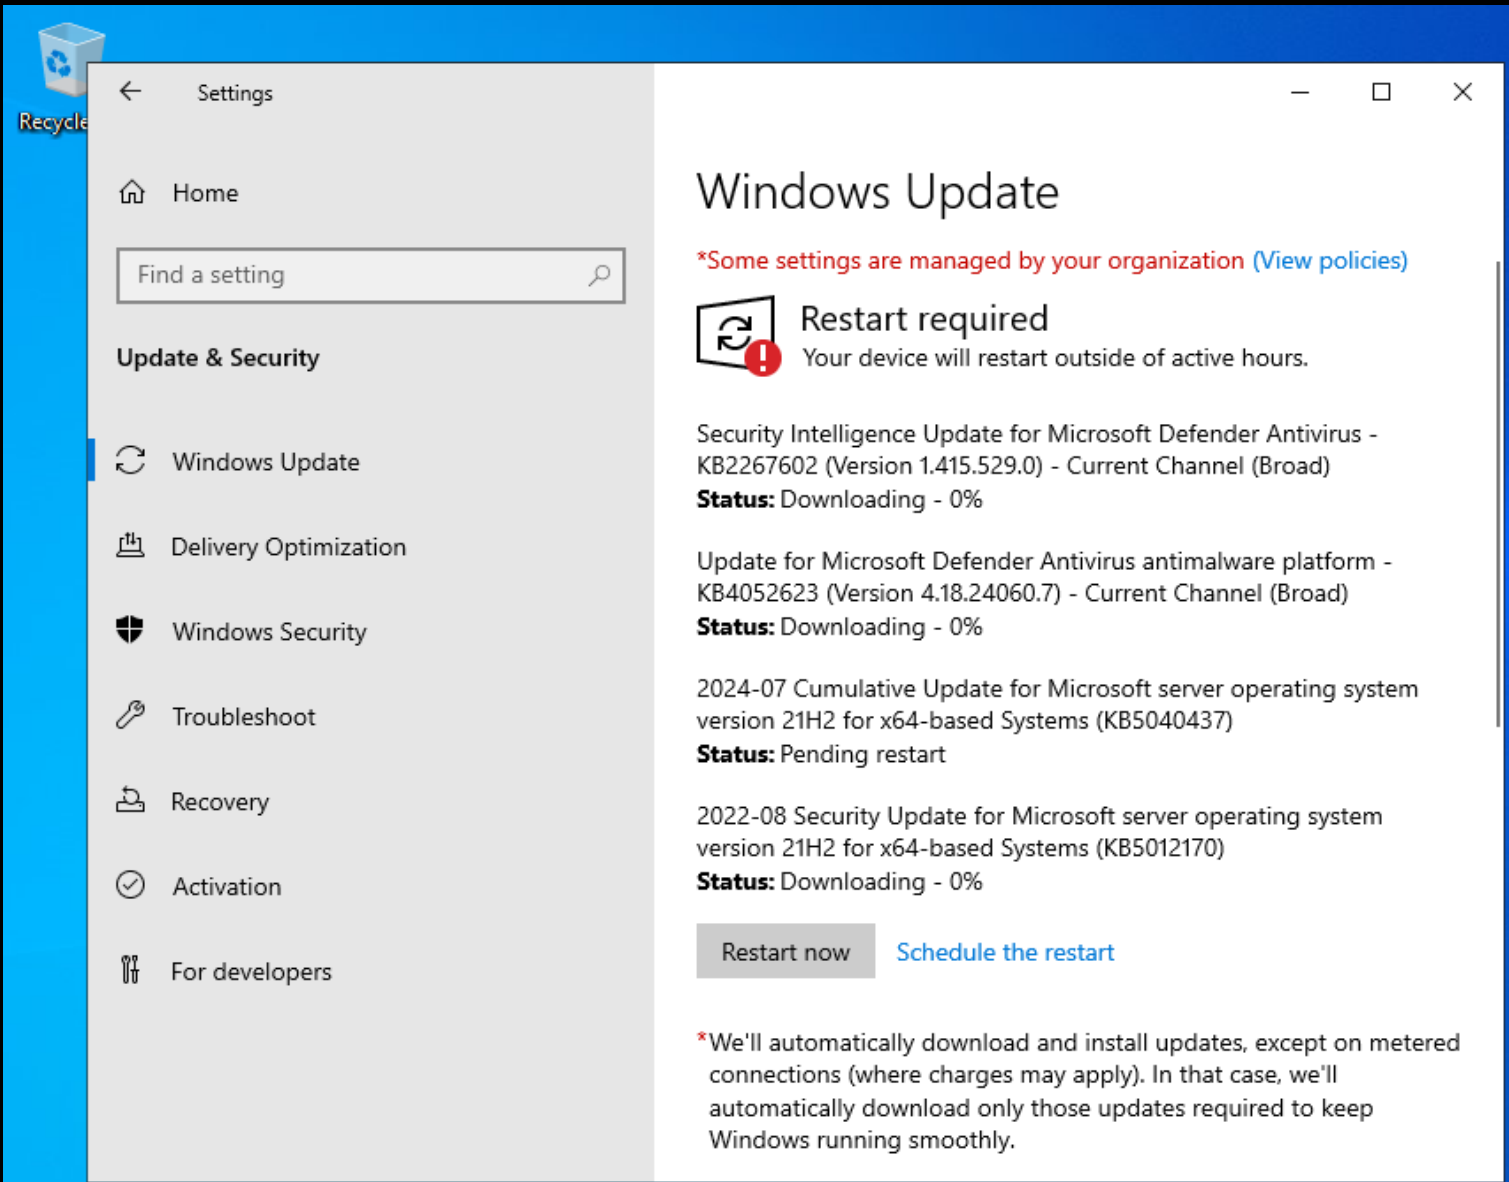 Recycle
Settings
Home
Find a setting
Update & Security
Windows Update
Delivery Optimization
Windows Security
Troubleshoot
Recovery
Activation
For developers
Windows Update
*Some settings are managed by your organization (View policies)
Restart required
Your device will restart outside of active hours.
Security Intelligence Update for Microsoft Defender Antivirus -
KB2267602 (Version 1.415.529.0) - Current Channel (Broad)
Status: Downloading - 0%
Update for Microsoft Defender Antivirus antimalware platform -
KB4052623 (Version 4.18.24060.7) - Current Channel (Broad)
Status: Downloading - 0%
2024-07 Cumulative Update for Microsoft server operating system
version 21H2 for x64-based Systems (KB5040437)
Status: Pending restart
2022-08 Security Update for Microsoft server operating system
version 21H2 for x64-based Systems (KB5012170)
Status: Downloading - 0%
Restart now
Schedule the restart
*We'll automatically download and install updates, except on metered
connections (where charges may apply). In that case, we'll
automatically download only those updates required to keep
Windows running smoothly.